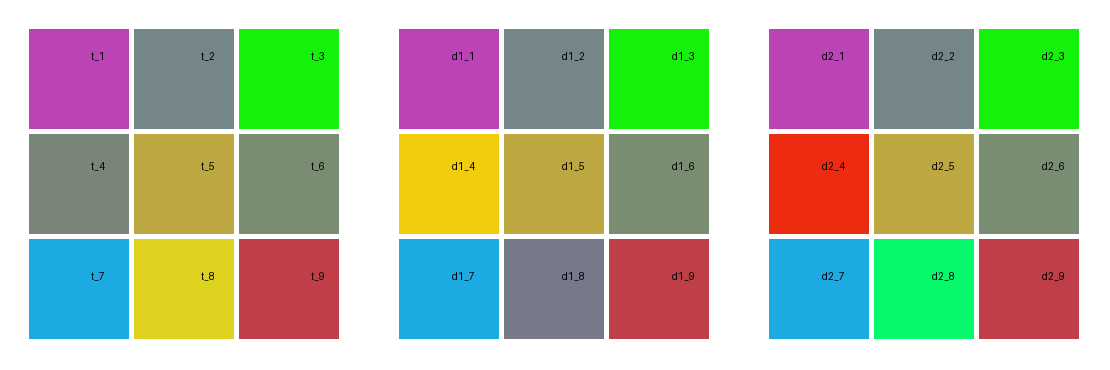 t_1 t_2 t_3 d1_1 d1_2 d1_3 d2_1 d2_2 d2_3
t_4 t_5 t_6 d1_4 d1_5 d1_6 d2_4 d2_5 d2_6
t_7 t_8 t_9 d1_7 d1_8 d1_9 d2_7 d2_8 d2_9